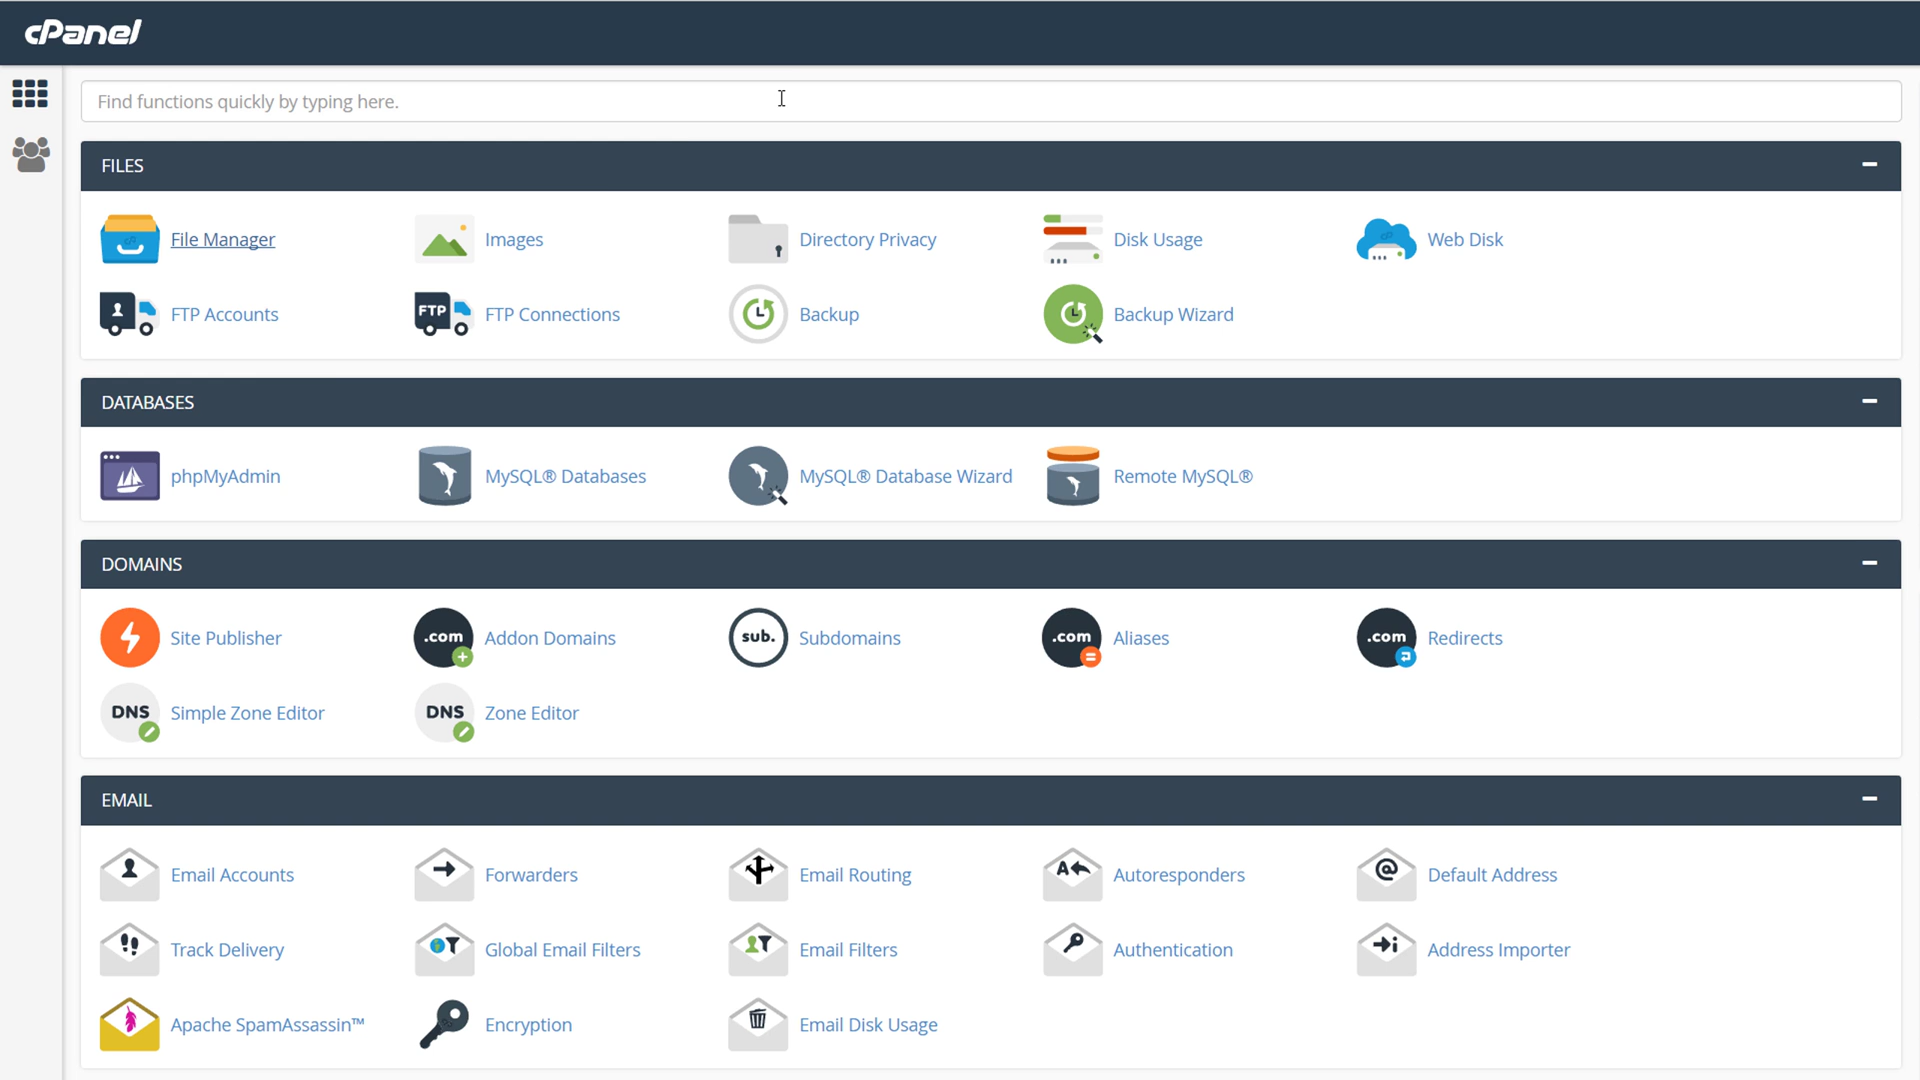 cPanel
Find functions quickly by typing here.
FILES
File Manager
Images
Directory Privacy
Disk Usage
Web Disk
FTP Accounts
FTP
FTP Connections
Backup
Backup Wizard
DATABASES
phpMyAdmin
MySQL® Databases
MySQL® Database Wizard
Remote MySQL®
DOMAINS
Site Publisher
.com
Addon Domains
sub.
Subdomains
.com
Aliases
.com
Redirects
DNS
Simple Zone Editor
DNS
Zone Editor
EMAIL
Email Accounts
Forwarders
Email Routing
A
Autoresponders
@
Default Address
Track Delivery
Global Email Filters
Email Filters
Authentication
Address Importer
Apache SpamAssassin™
Encryption
Email Disk Usage